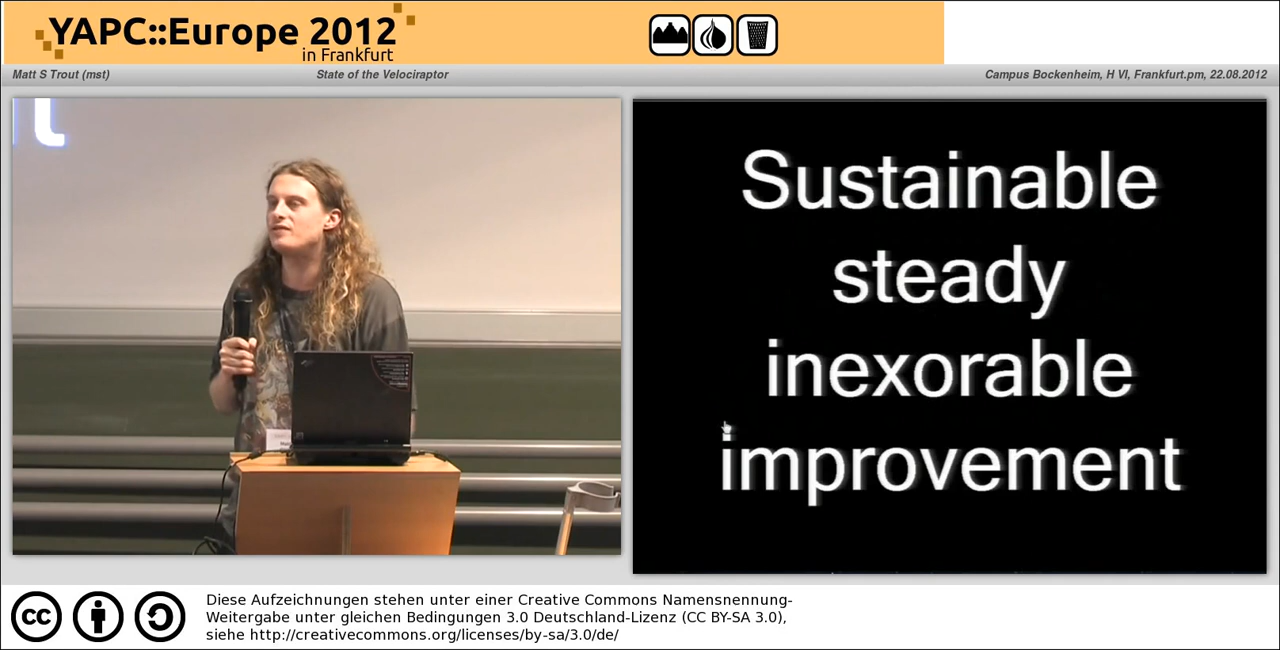 YAPC::Europe 2012
in Frankfurt
Matt S Trout (mst)
State of the Velociraptor
Campus Bockenheim, H VI, Frankfurt.pm, 22.08.2012
t
Sustainable
steady
inexorable
improvement
cc
Diese Aufzeichnungen stehen unter einer Creative Commons Namensnennung-
Weitergabe unter gleichen Bedingungen 3.0 Deutschland-Lizenz (CC BY-SA 3.0),
siehe http://creativecommons.org/licenses/by-sa/3.0/de/